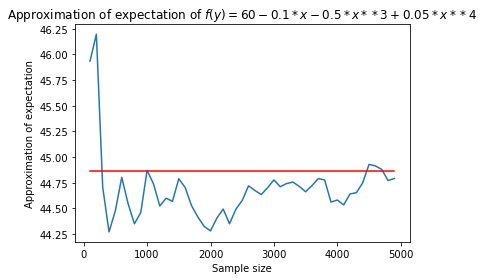 Approximation of expectation of f(y) = 60 − 0.1 * x − 0.5 * x * * 3 + 0.05 * x * * 4
46.25
46.00
45.75
45.50
45.25
45.00
44.75
44.50
44.25
Approximation of expectation
0 1000 2000 3000 4000 5000
Sample size